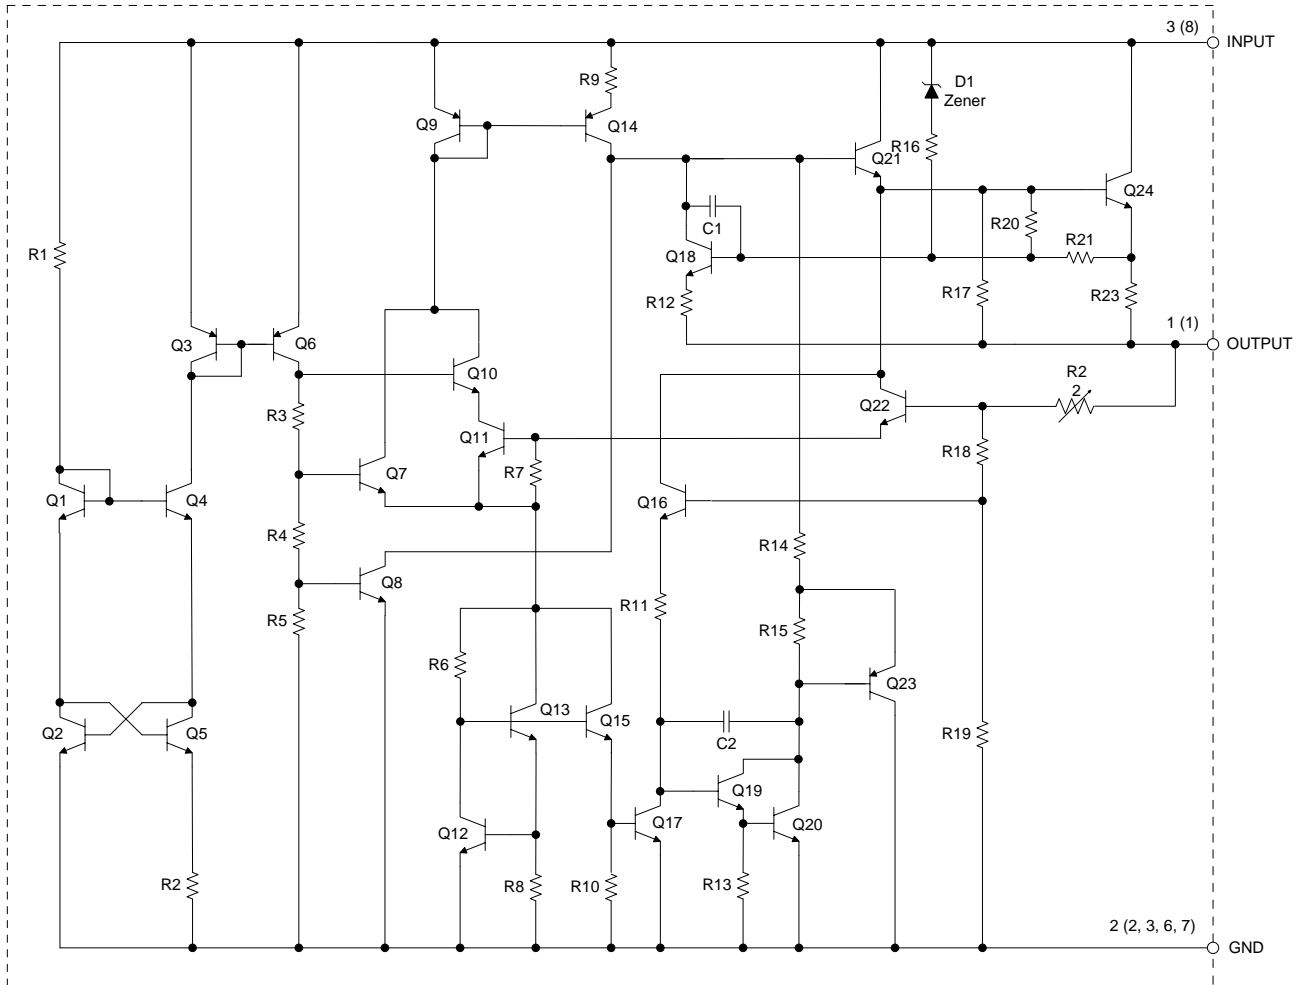 3 (8)
INPUT
R9
D1
Zener
Q9
Q14
R16
Q21
Q24
C1
R20
R21
R1
Q18
R12
R17
R23
1 (1)
OUTPUT
Q3
Q6
Q10
R2
2
R3
Q22
Q11
R7
R18
Q7
Q1
Q4
Q16
R4
R14
Q8
R11
R5
R15
R6
Q23
Q13
Q15
Q2
Q5
C2
R19
Q19
Q12
Q17
Q20
R2
R8
R10
R13
2 (2, 3, 6, 7)
GND